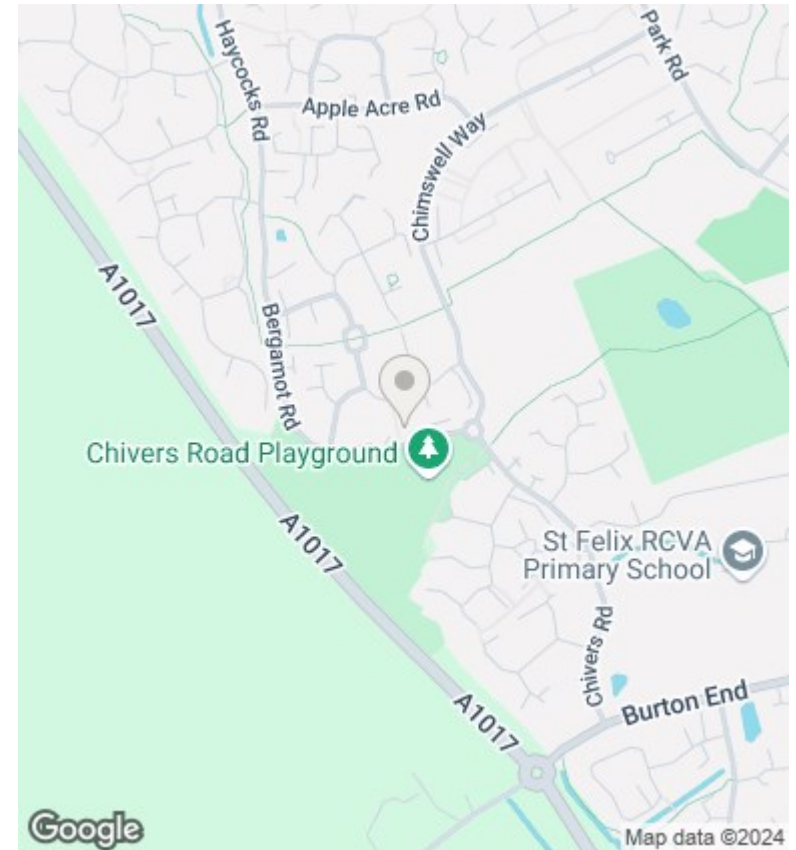 Haycocks Rd
Park Rd
Apple Acre Rd
Chimswell Way
A1017
Bergamot Rd
Chivers Road Playground
A1017
St Felix RCVA
Primary School
Chivers Rd
Burton End
A1017
Google
Map data ©2024